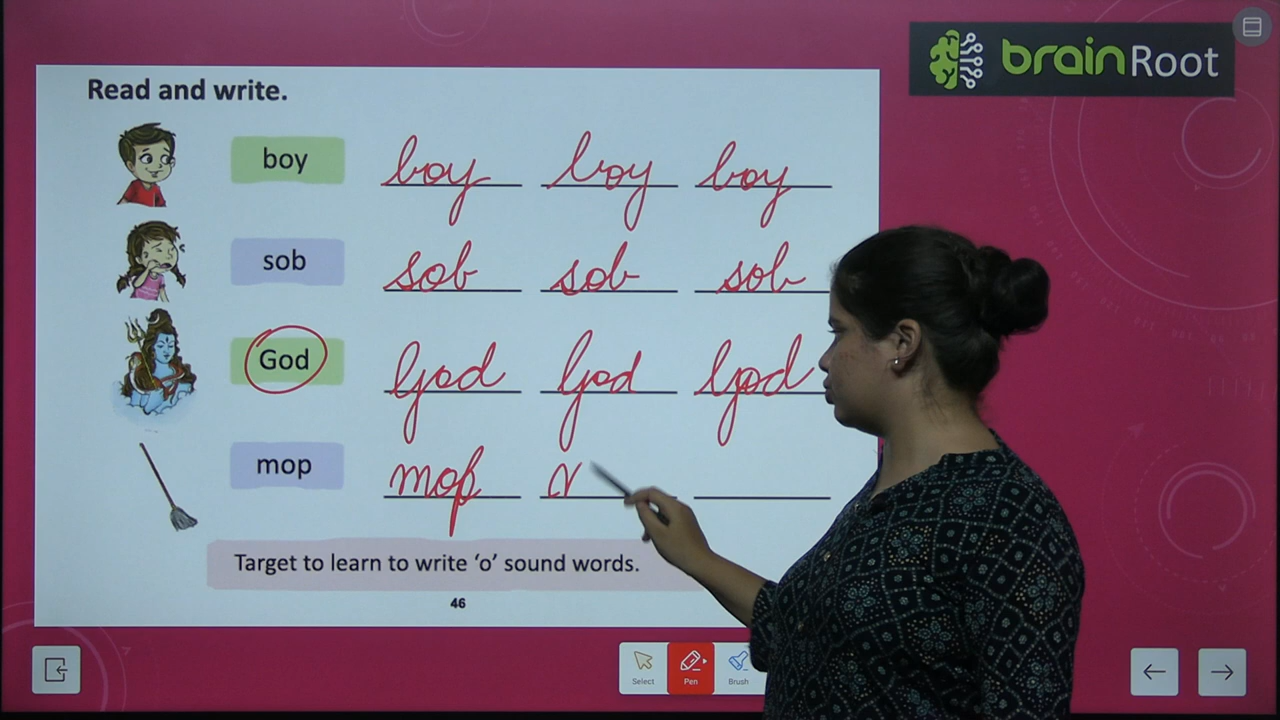 brainRoot
Read and write.
boy boy boy boy
sob sob sob sob
God God God God
mop mop
Target to learn to write ‘o’ sound words.
46
Select Pen Brush